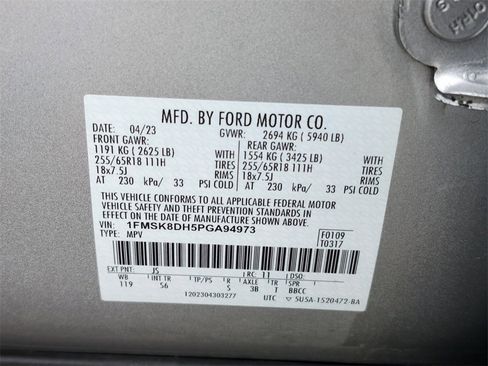 MFD. BY FORD MOTOR CO.
DATE: 04/23 GVWR: 2694 KG ( 5940 LB)
FRONT GAWR: REAR GAWR:
1191 KG ( 2625 LB) 1554 KG ( 3425 LB)
255/65R18 111H TIRES 255/65R18 111H TIRES
18x7.5J RIMS 18x7.5J RIMS
AT 230 kPa/ 33 PSI COLD AT 230 kPa/ 33 PSI COLD
THIS VEHICLE CONFORMS TO ALL APPLICABLE FEDERAL MOTOR
VEHICLE SAFETY AND THEFT PREVENTION STANDARDS IN
EFFECT ON THE DATE OF MANUFACTURE SHOWN ABOVE.
VIN: 1FMSK8DH5PGA94973 F0109
TYPE: MPV T0317
EXT PNT: JS RC: 11 DSO:
WB INT TR TP/PS R AXLE TR SPR
119 56 S 3B T BBCC
1202304303277 UTC 5U5A-1520472-BA